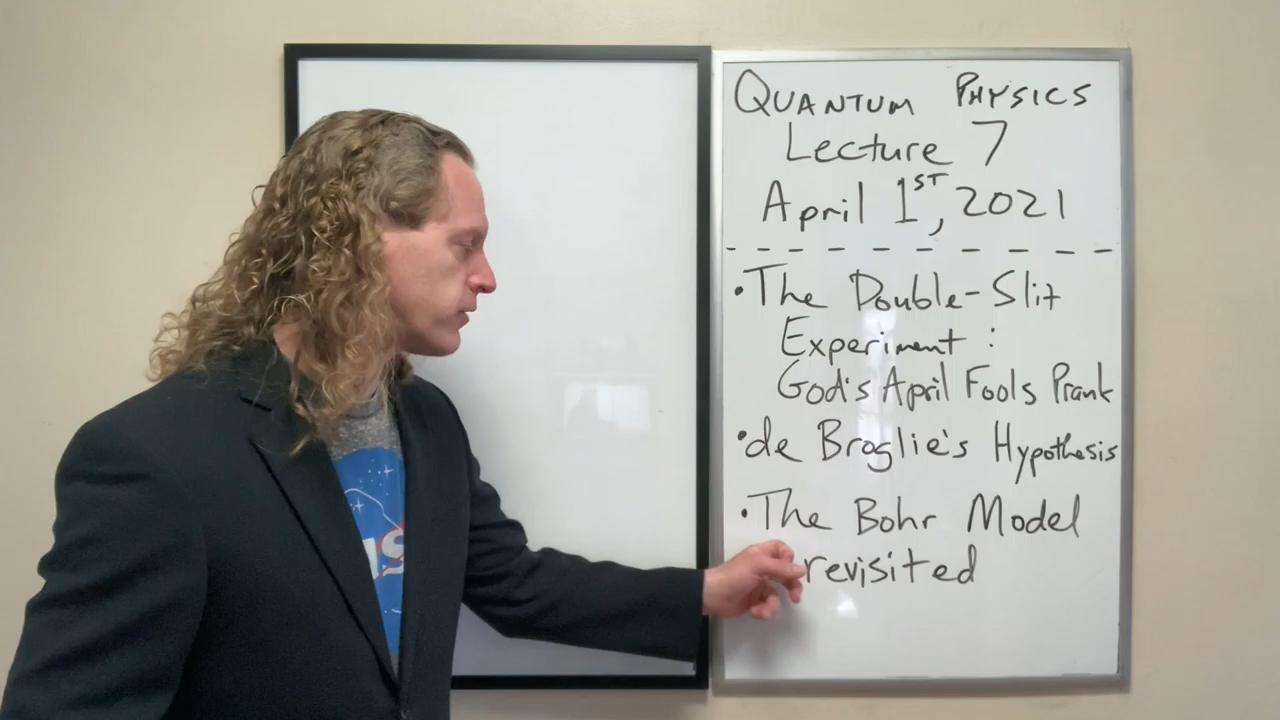 QUANTUM PHYSICS
Lecture 7
April 1ST, 2021
• The Double-Slit
Experiment:
God's April Fools Prank
• de Broglie's Hypothesis
• The Bohr Model
revisited